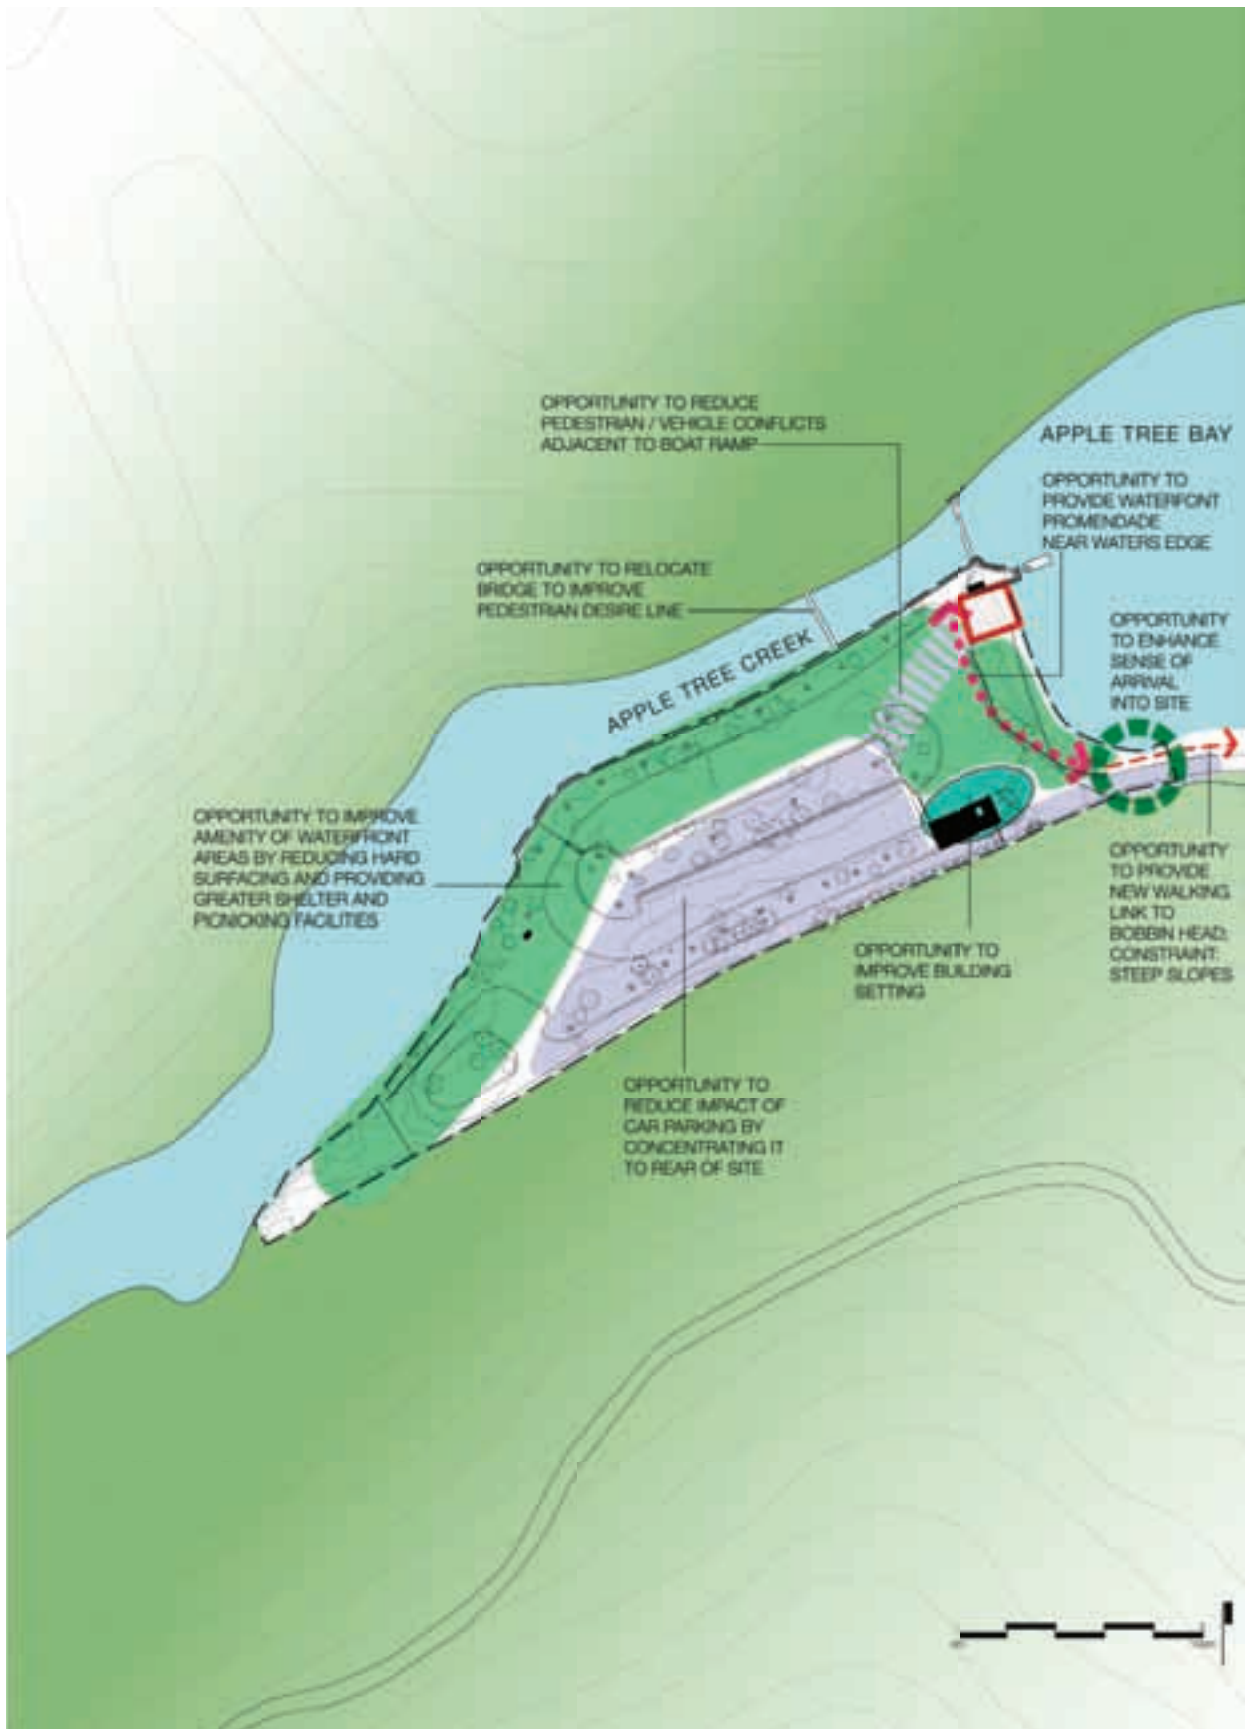 OPPORTUNITY TO REDUCE
PEDESTRIAN / VEHICLE CONFLICTS
ADJACENT TO BOAT RAMP
APPLE TREE BAY
OPPORTUNITY TO
PROVIDE WATERFONT
PROMENDADE
NEAR WATERS EDGE
OPPORTUNITY TO RELOCATE
BRIDGE TO IMPROVE
PEDESTRIAN DESIRE LINE
APPLE TREE CREEK
OPPORTUNITY
TO ENHANCE
SENSE OF
ARRIVAL
INTO SITE
OPPORTUNITY TO IMPROVE
AMENITY OF WATERFRONT
AREAS BY REDUCING HARD
SURFACING AND PROVIDING
GREATER SHELTER AND
PICNICKING FACILITIES
OPPORTUNITY
TO PROVIDE
NEW WALKING
LINK TO
BOBBIN HEAD;
CONSTRAINT:
STEEP SLOPES
OPPORTUNITY TO
IMPROVE BUILDING
SETTING
OPPORTUNITY TO
REDUCE IMPACT OF
CAR PARKING BY
CONCENTRATING IT
TO REAR OF SITE